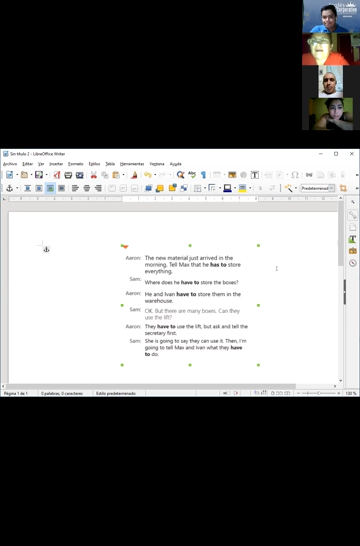 Corporative
Sin título 2 - LibreOffice Writer
Archivo Editar Ver Insertar Formato Estilos Tabla Herramientas Ventana Ayuda
Predeterminad
Aaron: The new material just arrived in the
morning. Tell Max that he has to store
everything.
Sam: Where does he have to store the boxes?
Aaron: He and Ivan have to store them in the
warehouse.
Sam: OK. But there are many boxes. Can they
use the lift?
Aaron: They have to use the lift, but ask and tell the
secretary first.
Sam: She is going to say they can use it. Then, I'm
going to tell Max and Ivan what they have
to do.
Página 1 de 1 0 palabras, 0 caracteres Estilo predeterminado 100 %